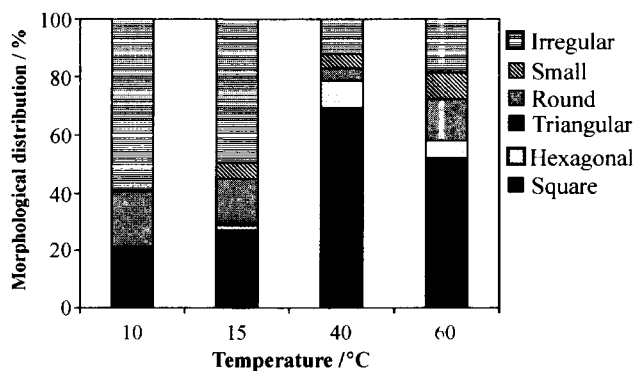 Morphological distribution / %
100
80
60
40
20
0
10 15 40 60
Temperature /°C
Irregular
Small
Round
Triangular
Hexagonal
Square